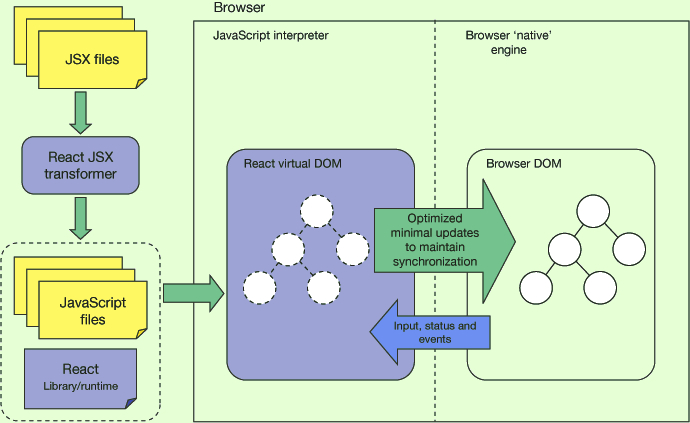 Browser
JSX files
JavaScript interpreter
Browser ‘native’
engine
React JSX
transformer
React virtual DOM
Browser DOM
Optimized
minimal updates
to maintain
synchronization
JavaScript
files
Input, status and
events
React
Library/runtime